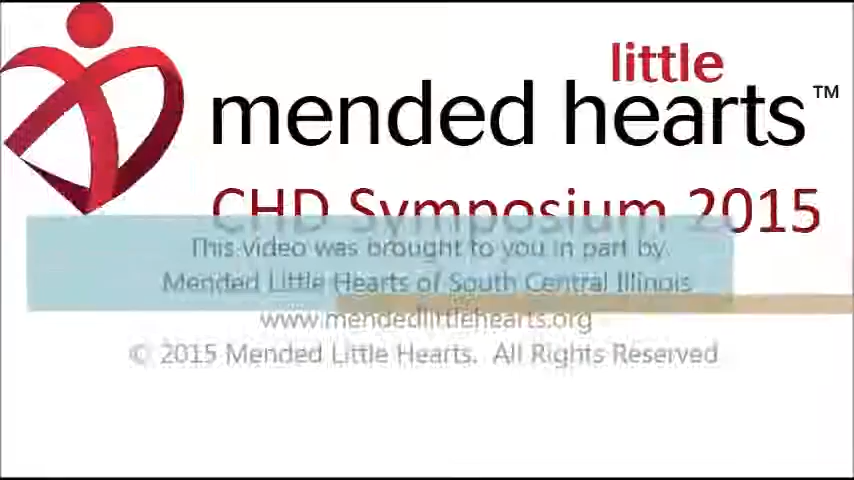 little
mended hearts™
CHD Symposium 2015
This video was brought to you in part by
Mended Little Hearts of South Central Illinois
www.mendedlittlehearts.org
© 2015 Mended Little Hearts. All Rights Reserved